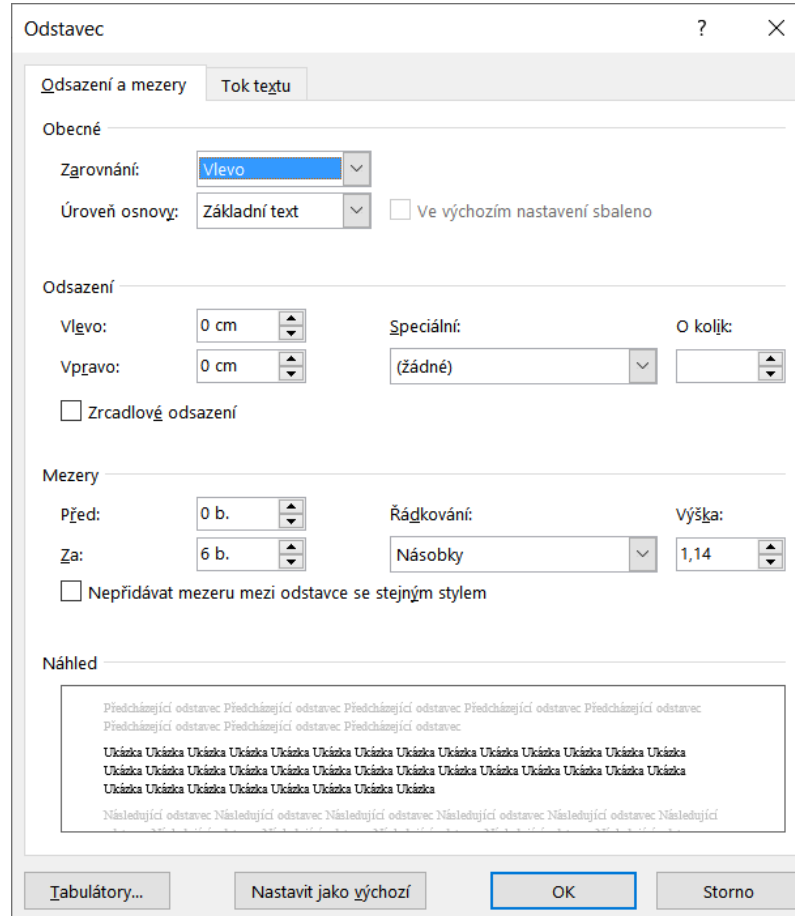 Odstavec ?
Odsazení a mezery Tok textu
Obecné
Zarovnání: Vlevo
Úroveň osnovy: Základní text Ve výchozím nastavení sbaleno
Odsazení
Vlevo: 0 cm Speciální: O kolik:
Vpravo: 0 cm (žádné)
Zrcadlové odsazení
Mezery
Před: 0 b. Řádkování: Výška:
Za: 6 b. Násobky 1,14
Nepřidávat mezeru mezi odstavce se stejným stylem
Náhled
Předcházející odstavec Předcházející odstavec Předcházející odstavec Předcházející odstavec Předcházející odstavec
Předcházející odstavec Předcházející odstavec Předcházející odstavec
Ukázka Ukázka Ukázka Ukázka Ukázka Ukázka Ukázka Ukázka Ukázka Ukázka Ukázka Ukázka Ukázka Ukázka
Ukázka Ukázka Ukázka Ukázka Ukázka Ukázka Ukázka Ukázka Ukázka Ukázka Ukázka Ukázka Ukázka Ukázka
Ukázka Ukázka Ukázka Ukázka Ukázka Ukázka Ukázka Ukázka
Následující odstavec Následující odstavec Následující odstavec Následující odstavec Následující odstavec Následující
Tabulátory... Nastavit jako výchozí OK Storno